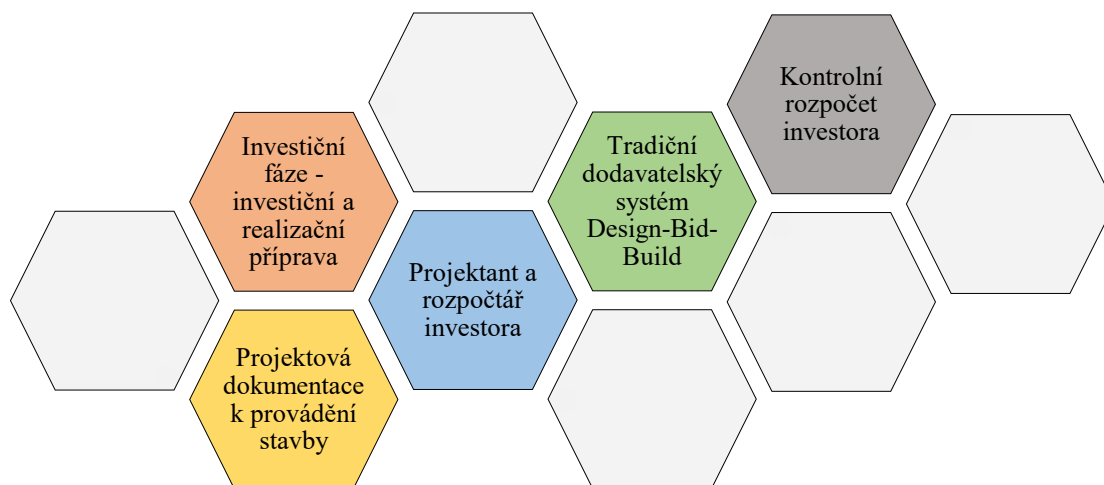 Investiční
fáze -
investiční a
realizační
příprava
Projektová
dokumentace
k provádění
stavby
Projektant a
rozpočtář
investora
Tradiční
dodavatelský
systém
Design-Bid-
Build
Kontrolní
rozpočet
investora